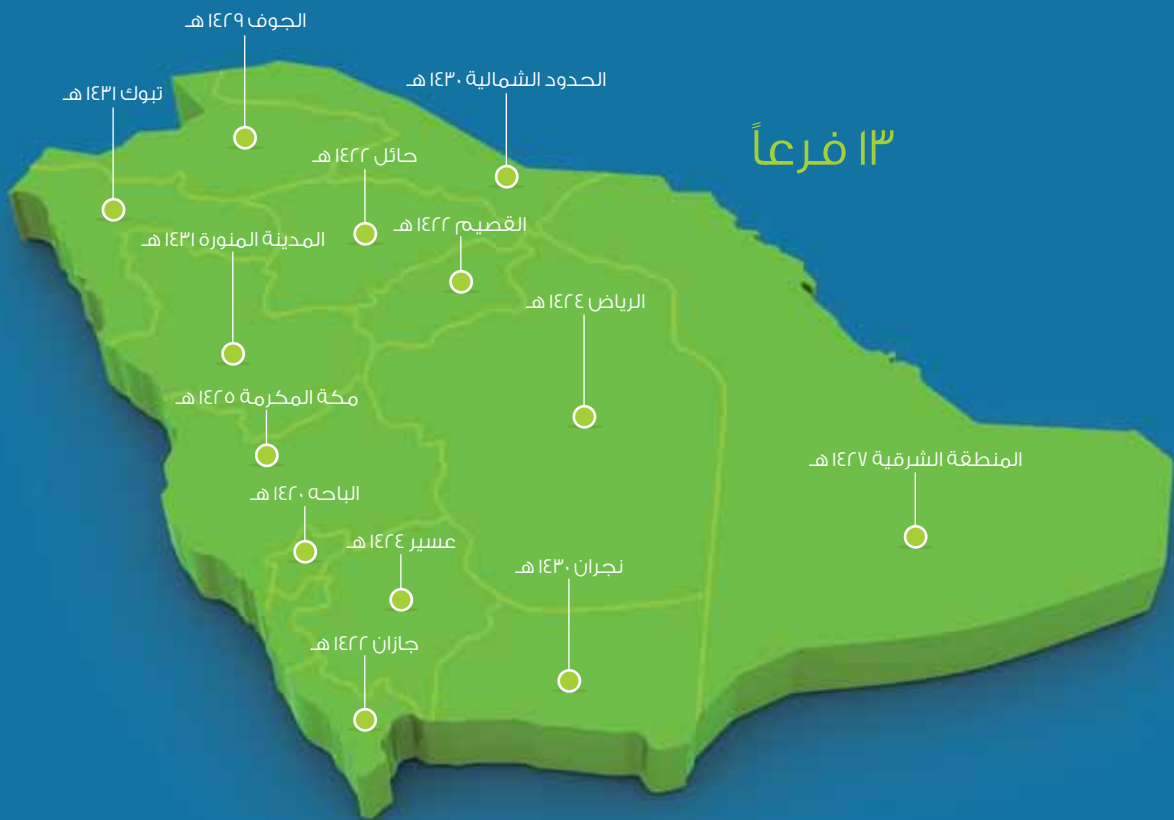 الجوف ١٤٢٩ هـ
الحدود الشمالية ١٤٣٠ هـ
تبوك ١٤٣١ هـ
١٣ فرعاً
حائل ١٤٢٢ هـ
القصيم ١٤٢٢ هـ
المدينة المنورة ١٤٣١ هـ
الرياض ١٤٢٤ هـ
مكة المكرمة ١٤٢٥ هـ
المنطقة الشرقية ١٤٢٧ هـ
الباحه ١٤٢٠ هـ
عسير ١٤٢٤ هـ
نجران ١٤٣٠ هـ
جازان ١٤٢٢ هـ